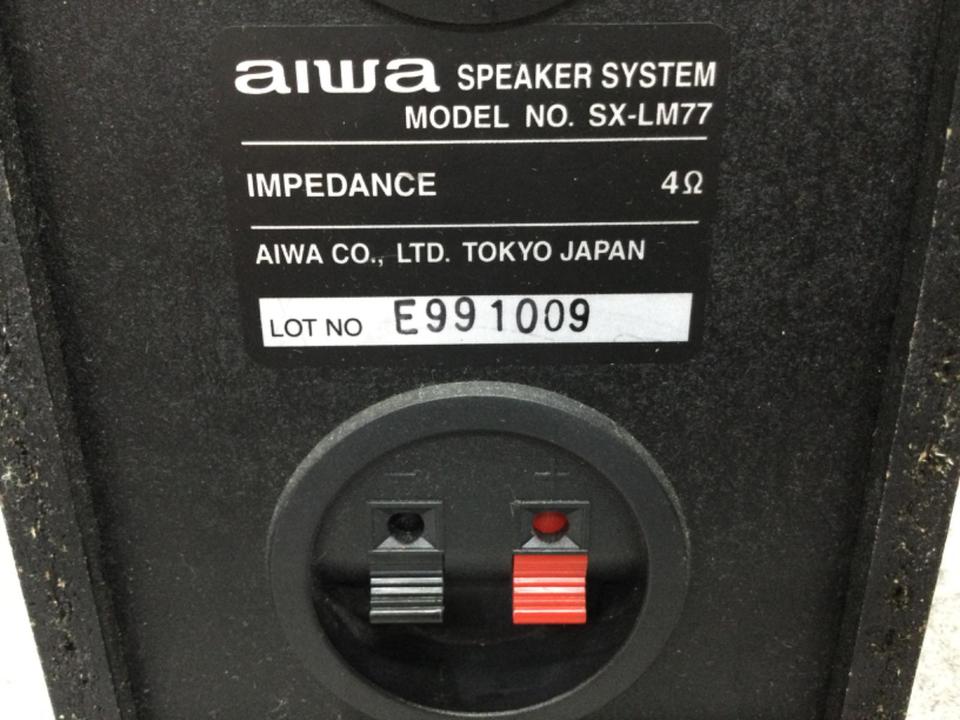 aiwa SPEAKER SYSTEM
MODEL NO. SX-LM77
IMPEDANCE 4Ω
AIWA CO., LTD. TOKYO JAPAN
LOT NO E991009
− +